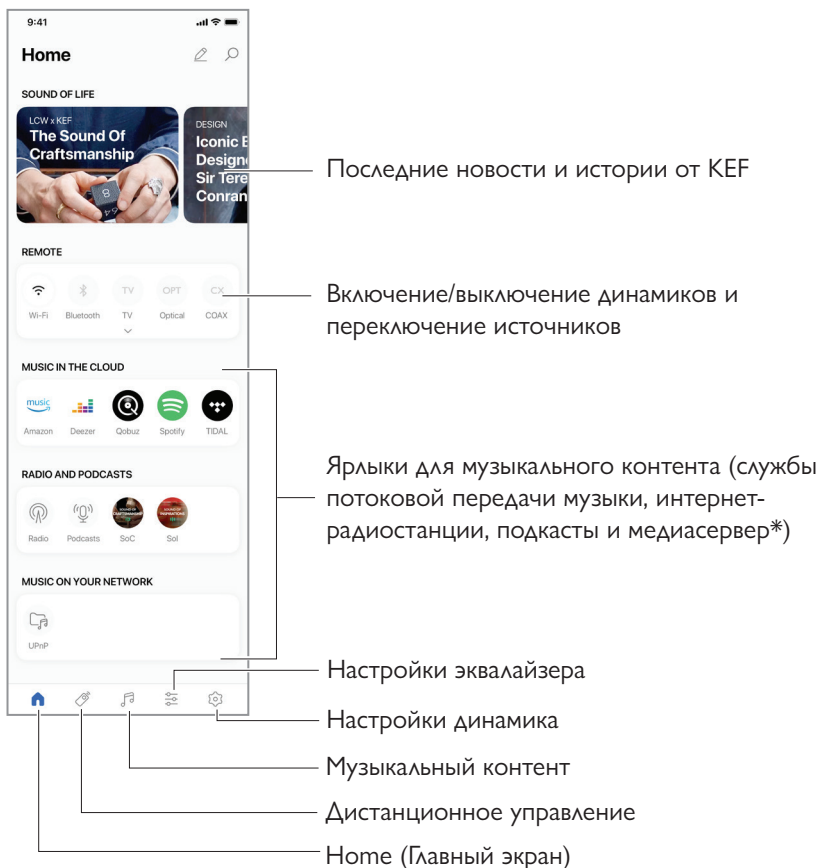 9:41
Home
SOUND OF LIFE
LCW x KEF
The Sound Of
Craftsmanship
DESIGN
Iconic
Design
Sir Tere
Conran
Последние новости и истории от KEF
REMOTE
TV
OPT
CX
Wi-Fi
Bluetooth
TV
Optical
COAX
Включение/выключение динамиков и
переключение источников
MUSIC IN THE CLOUD
music
Amazon
Deezer
Qobuz
Spotify
TIDAL
RADIO AND PODCASTS
Radio
Podcasts
SoC
SoI
Ярлыки для музыкального контента (службы
потоковой передачи музыки, интернет-
радиостанции, подкасты и медиасервер*)
MUSIC ON YOUR NETWORK
UPnP
Настройки эквалайзера
Настройки динамика
Музыкальный контент
Дистанционное управление
Home (Главный экран)